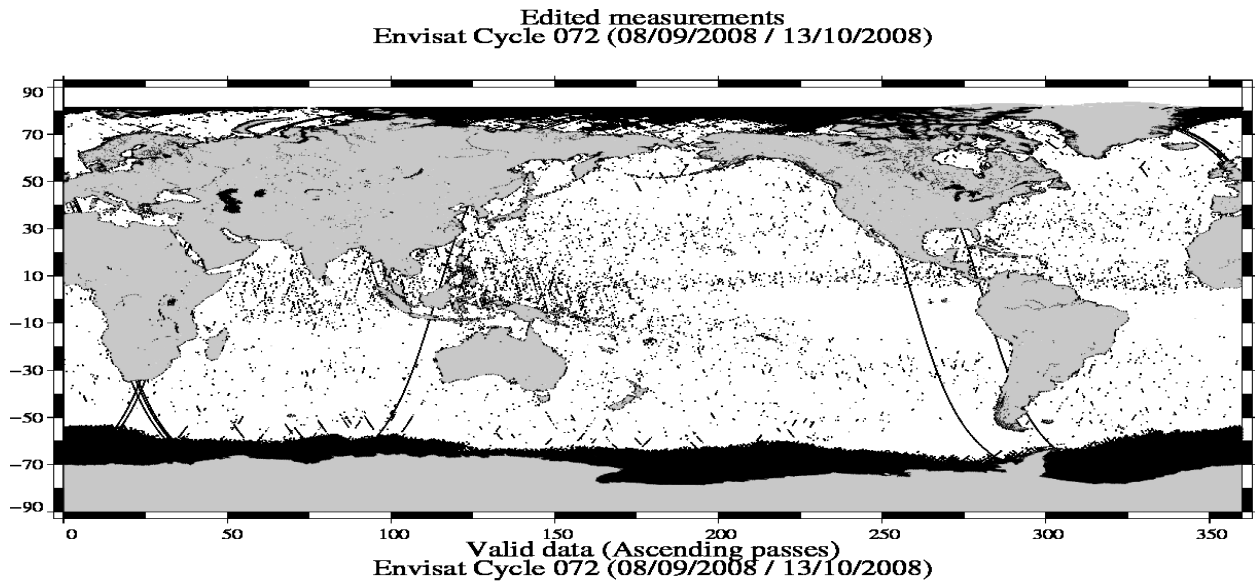 Edited measurements
Envisat Cycle 072 (08/09/2008 / 13/10/2008)
90
70
50
30
10
−10
−30
−50
−70
−90
0 50 100 150 200 250 300 350
Valid data (Ascending passes)
Envisat Cycle 072 (08/09/2008 / 13/10/2008)